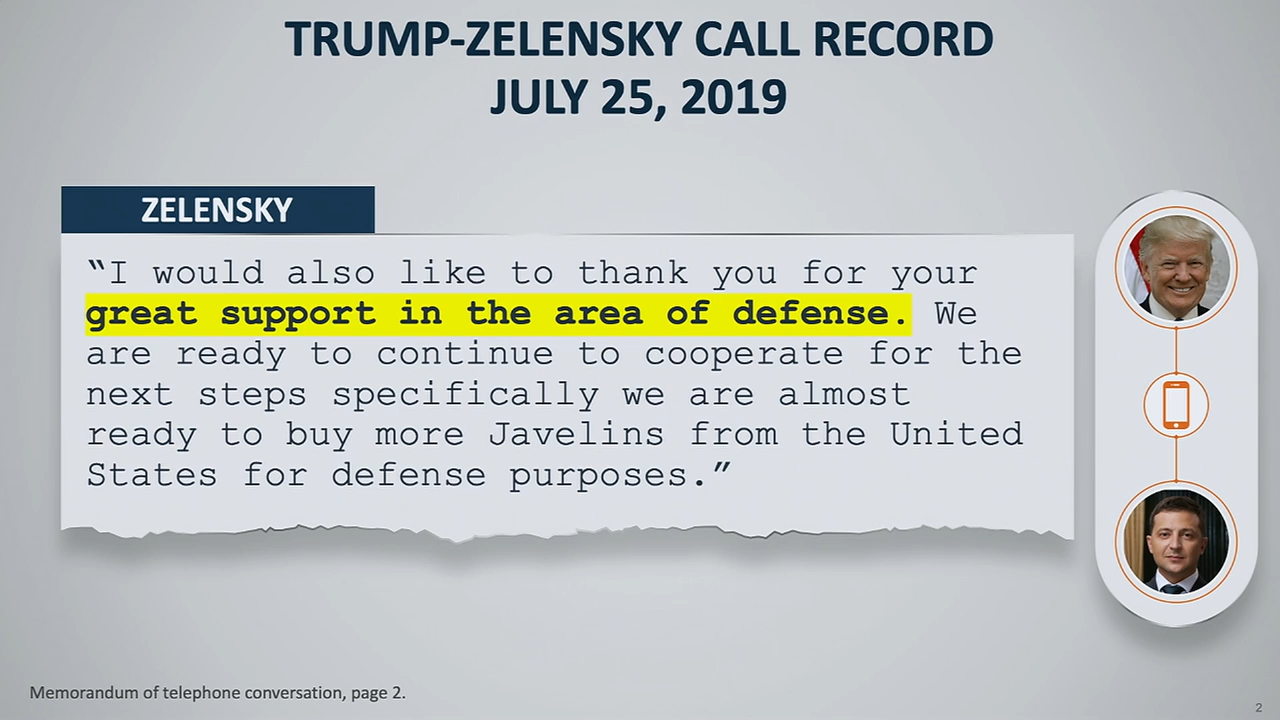 TRUMP-ZELENSKY CALL RECORD
JULY 25, 2019
ZELENSKY
“I would also like to thank you for your
great support in the area of defense. We
are ready to continue to cooperate for the
next steps specifically we are almost
ready to buy more Javelins from the United
States for defense purposes.”
Memorandum of telephone conversation, page 2.
2